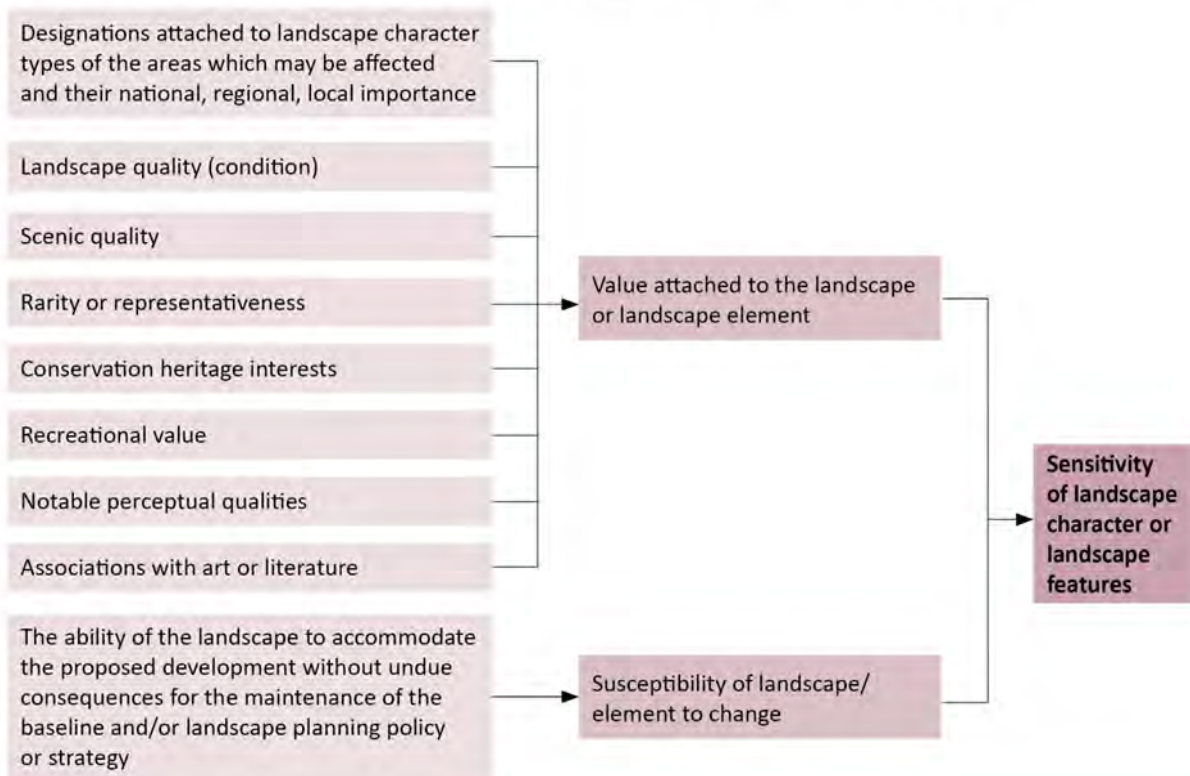 Designations attached to landscape character
types of the areas which may be affected
and their national, regional, local importance
Landscape quality (condition)
Scenic quality
Rarity or representativeness
Conservation heritage interests
Recreational value
Notable perceptual qualities
Associations with art or literature
The ability of the landscape to accommodate
the proposed development without undue
consequences for the maintenance of the
baseline and/or landscape planning policy
or strategy
Value attached to the landscape
or landscape element
Susceptibility of landscape/
element to change
Sensitivity
of landscape
character or
landscape
features